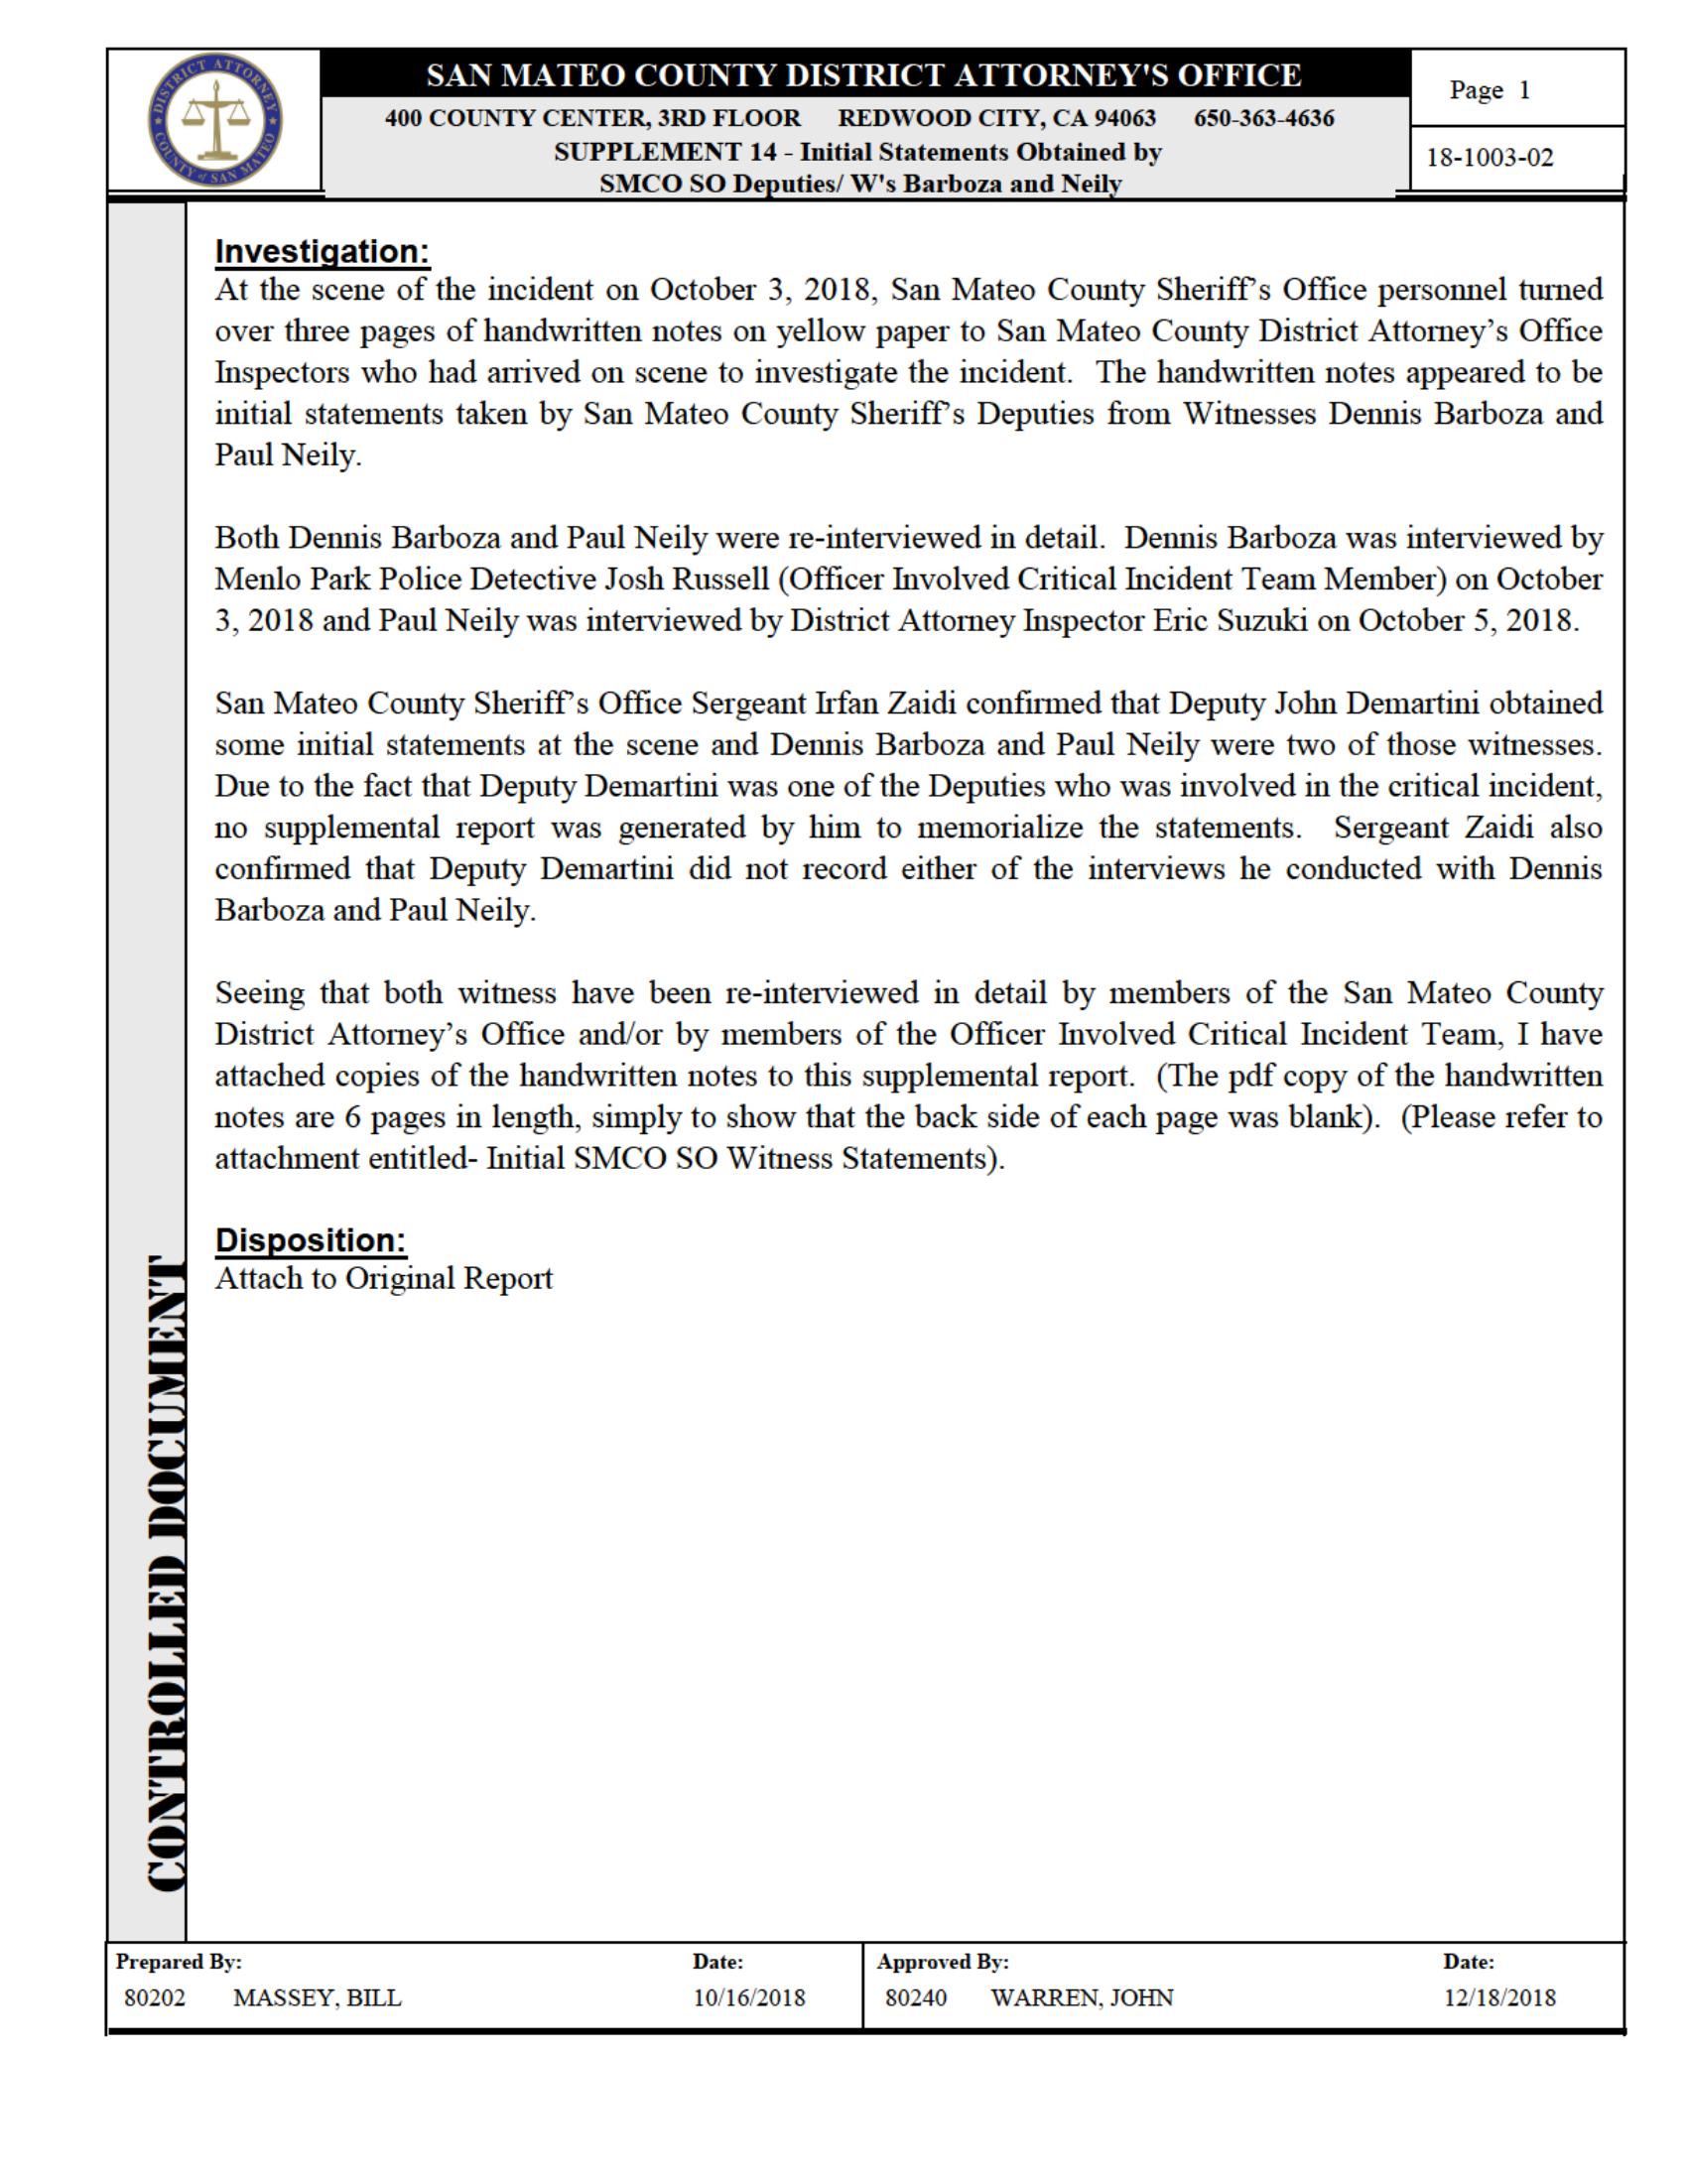 DISTRICT ATTORNEY
COUNTY of SAN MATEO
SAN MATEO COUNTY DISTRICT ATTORNEY'S OFFICE
400 COUNTY CENTER, 3RD FLOOR REDWOOD CITY, CA 94063 650-363-4636
SUPPLEMENT 14 - Initial Statements Obtained by
SMCO SO Deputies/ W's Barboza and Neily
Page 1
18-1003-02
Investigation:
At the scene of the incident on October 3, 2018, San Mateo County Sheriff’s Office personnel turned
over three pages of handwritten notes on yellow paper to San Mateo County District Attorney’s Office
Inspectors who had arrived on scene to investigate the incident. The handwritten notes appeared to be
initial statements taken by San Mateo County Sheriff’s Deputies from Witnesses Dennis Barboza and
Paul Neily.
Both Dennis Barboza and Paul Neily were re-interviewed in detail. Dennis Barboza was interviewed by
Menlo Park Police Detective Josh Russell (Officer Involved Critical Incident Team Member) on October
3, 2018 and Paul Neily was interviewed by District Attorney Inspector Eric Suzuki on October 5, 2018.
San Mateo County Sheriff’s Office Sergeant Irfan Zaidi confirmed that Deputy John Demartini obtained
some initial statements at the scene and Dennis Barboza and Paul Neily were two of those witnesses.
Due to the fact that Deputy Demartini was one of the Deputies who was involved in the critical incident,
no supplemental report was generated by him to memorialize the statements. Sergeant Zaidi also
confirmed that Deputy Demartini did not record either of the interviews he conducted with Dennis
Barboza and Paul Neily.
Seeing that both witness have been re-interviewed in detail by members of the San Mateo County
District Attorney’s Office and/or by members of the Officer Involved Critical Incident Team, I have
attached copies of the handwritten notes to this supplemental report. (The pdf copy of the handwritten
notes are 6 pages in length, simply to show that the back side of each page was blank). (Please refer to
attachment entitled- Initial SMCO SO Witness Statements).
Disposition:
Attach to Original Report
CONTROLLED DOCUMENT
Prepared By: Date: Approved By: Date:
80202 MASSEY, BILL 10/16/2018 80240 WARREN, JOHN 12/18/2018